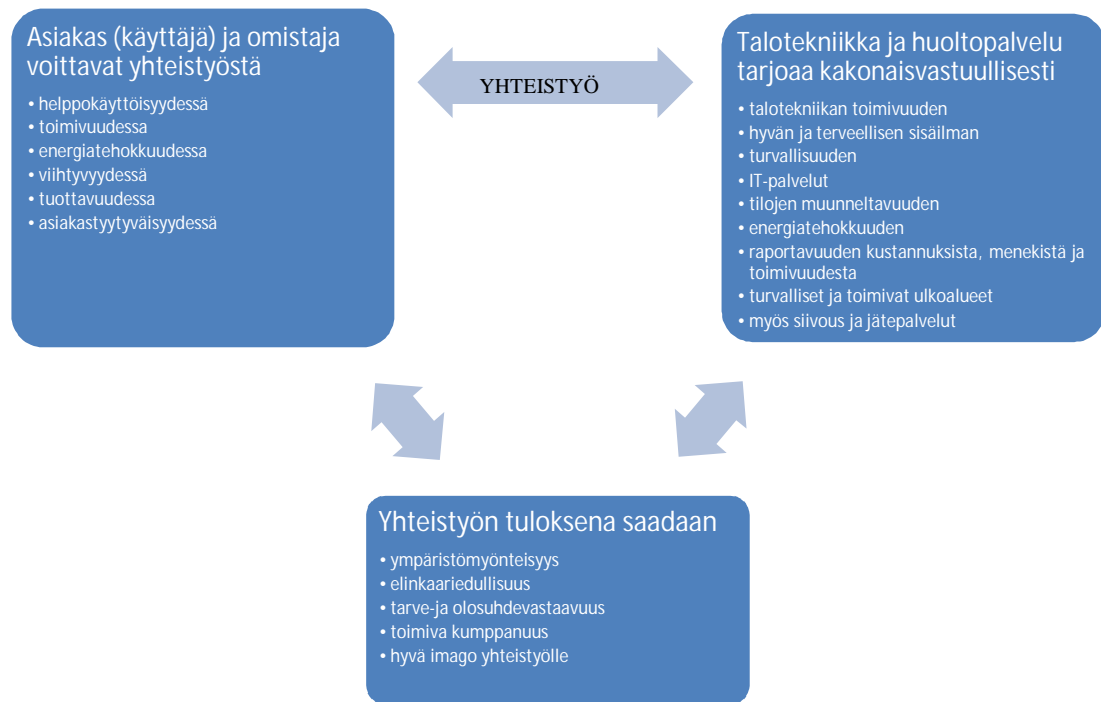 Asiakas (käyttäjä) ja omistaja
voittavat yhteistyöstä
• helppokäyttöisyydessä
• toimivuudessa
• energiatehokkuudessa
• viihtyvyydessä
• tuottavuudessa
• asiakastyytyväisyydessä
YHTEISTYÖ
Talotekniikka ja huoltopalvelu
tarjoaa kakonaisvastuullisesti
• talotekniikan toimivuuden
• hyvän ja terveellisen sisäilman
• turvallisuuden
• IT-palvelut
• tilojen muunneltavuuden
• energiatehokkuuden
• raportavuuden kustannuksista, menekistä ja
toimivuudesta
• turvalliset ja toimivat ulkoalueet
• myös siivous ja jätepalvelut
Yhteistyön tuloksena saadaan
• ympäristömyönteisyys
• elinkaariedullisuus
• tarve-ja olosuhdevastaavuus
• toimiva kumppanuus
• hyvä imago yhteistyölle